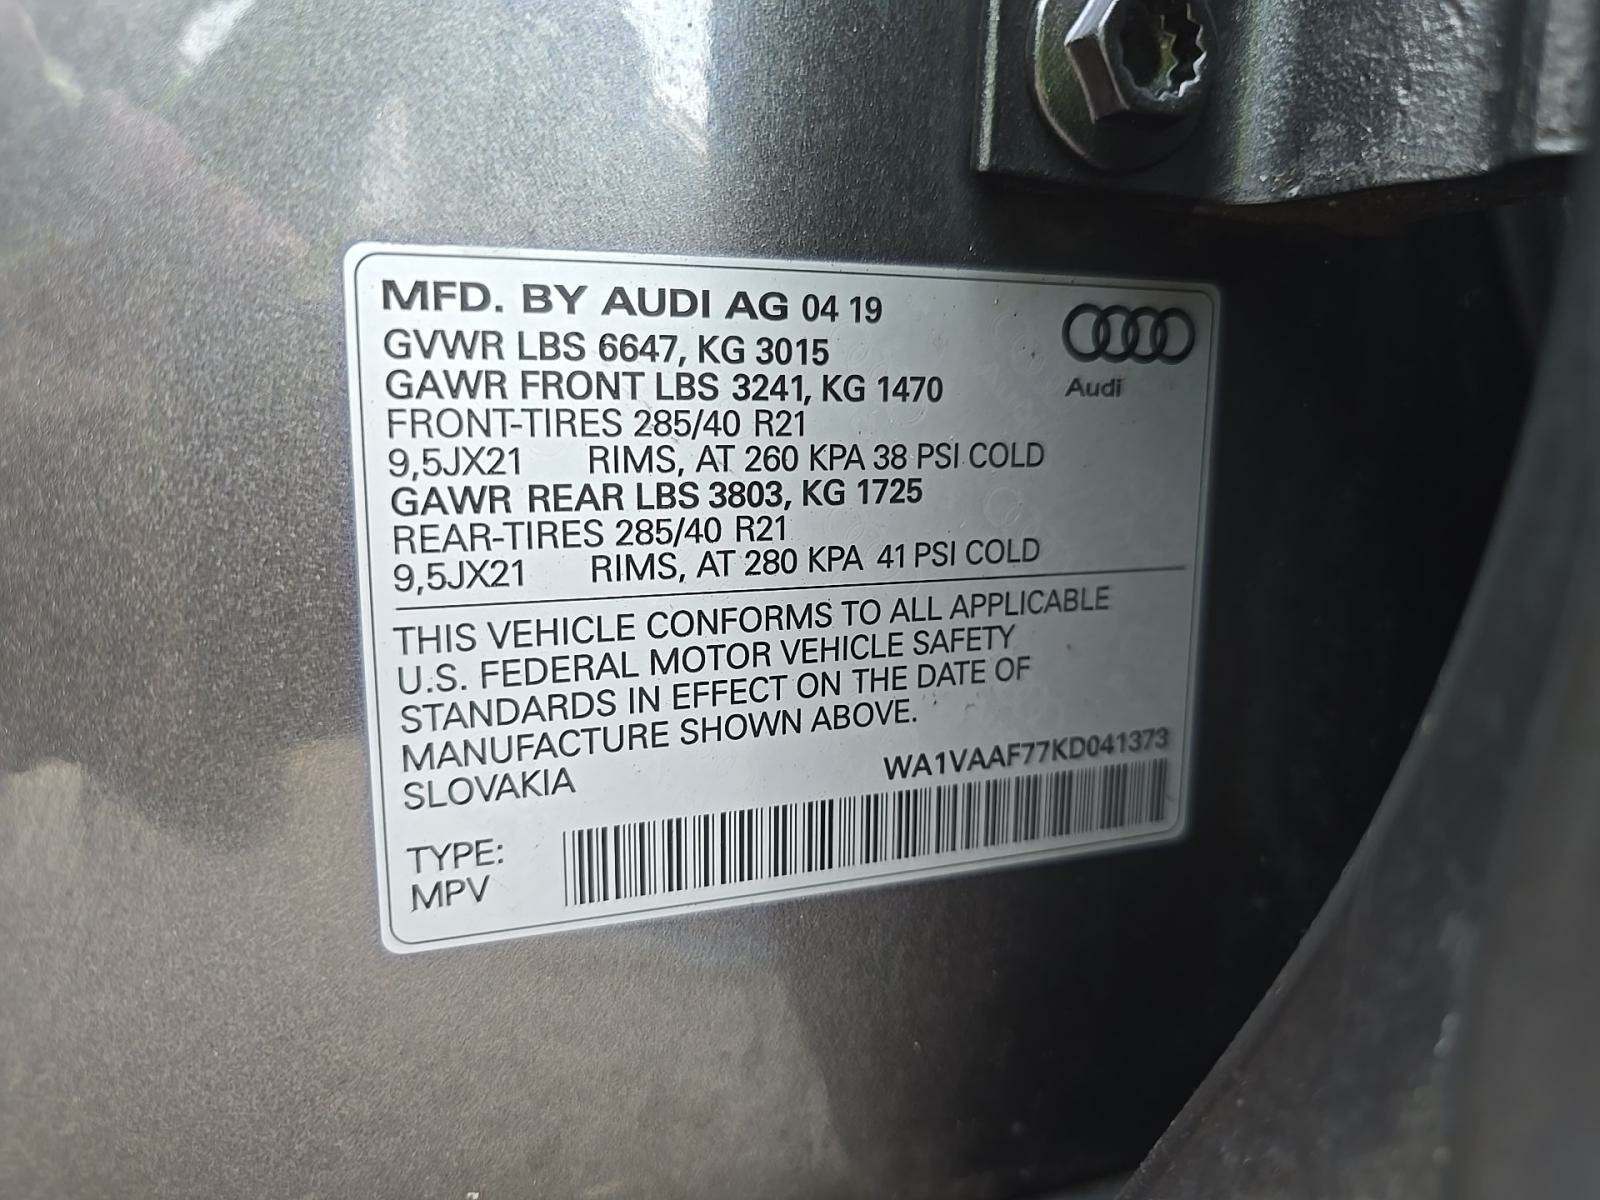 MFD. BY AUDI AG 04 19
GVWR LBS 6647, KG 3015
GAWR FRONT LBS 3241, KG 1470
FRONT-TIRES 285/40 R21
9,5JX21 RIMS, AT 260 KPA 38 PSI COLD
GAWR REAR LBS 3803, KG 1725
REAR-TIRES 285/40 R21
9,5JX21 RIMS, AT 280 KPA 41 PSI COLD
Audi
THIS VEHICLE CONFORMS TO ALL APPLICABLE
U.S. FEDERAL MOTOR VEHICLE SAFETY
STANDARDS IN EFFECT ON THE DATE OF
MANUFACTURE SHOWN ABOVE.
SLOVAKIA
WA1VAAF77KD041373
TYPE:
MPV